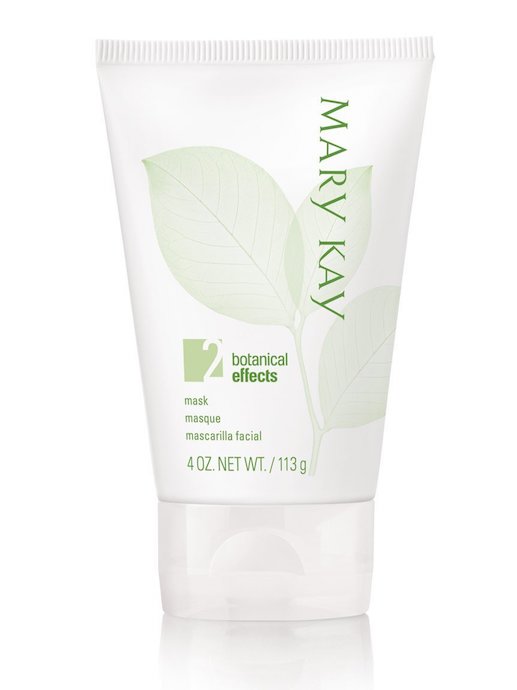 MARY KAY
2
botanical
effects
mask
masque
mascarilla facial
4 OZ. NET WT. / 113 g